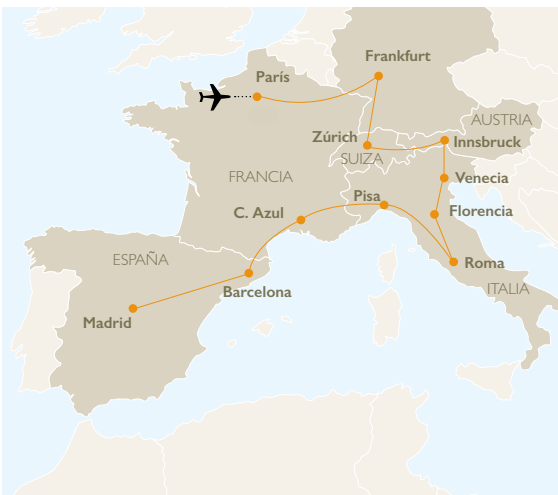 Frankfurt
París
AUSTRIA
Zúrich
Innsbruck
SUIZA
FRANCIA
Venecia
Pisa
C. Azul
Florencia
ESPAÑA
Roma
Barcelona
ITALIA
Madrid